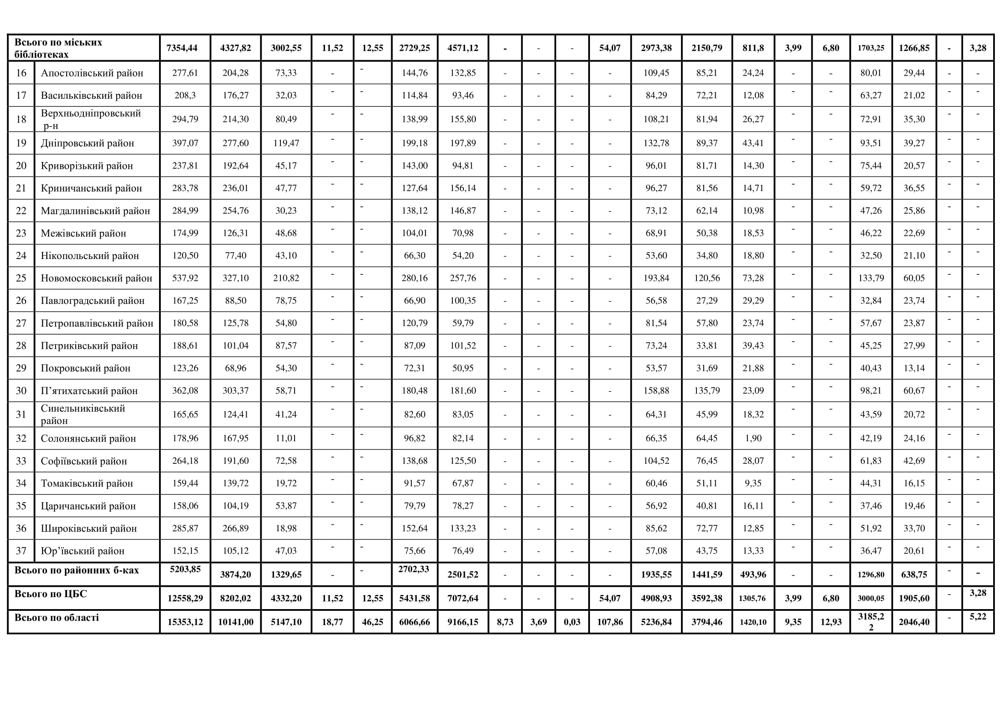 Всього по міських бібліотеках 7354,44 4327,82 3002,55 11,52 12,55 2729,25 4571,12 - - - 54,07 2973,38 2150,79 811,8 3,99 6,80 1703,25 1266,85 - 3,28
16 Апостолівський район 277,61 204,28 73,33 - - 144,76 132,85 - - - - 109,45 85,21 24,24 - - 80,01 29,44 - -
17 Васильківський район 208,3 176,27 32,03 - - 114,84 93,46 - - - - 84,29 72,21 12,08 - - 63,27 21,02 - -
18 Верхньодніпровський р-н 294,79 214,30 80,49 - - 138,99 155,80 - - - - 108,21 81,94 26,27 - - 72,91 35,30 - -
19 Дніпровський район 397,07 277,60 119,47 - - 199,18 197,89 - - - - 132,78 89,37 43,41 - - 93,51 39,27 - -
20 Криворізький район 237,81 192,64 45,17 - - 143,00 94,81 - - - - 96,01 81,71 14,30 - - 75,44 20,57 - -
21 Криничанський район 283,78 236,01 47,77 - - 127,64 156,14 - - - - 96,27 81,56 14,71 - - 59,72 36,55 - -
22 Магдалинівський район 284,99 254,76 30,23 - - 138,12 146,87 - - - - 73,12 62,14 10,98 - - 47,26 25,86 - -
23 Межівський район 174,99 126,31 48,68 - - 104,01 70,98 - - - - 68,91 50,38 18,53 - - 46,22 22,69 - -
24 Нікопольський район 120,50 77,40 43,10 - - 66,30 54,20 - - - - 53,60 34,80 18,80 - - 32,50 21,10 - -
25 Новомосковський район 537,92 327,10 210,82 - - 280,16 257,76 - - - - 193,84 120,56 73,28 - - 133,79 60,05 - -
26 Павлоградський район 167,25 88,50 78,75 - - 66,90 100,35 - - - - 56,58 27,29 29,29 - - 32,84 23,74 - -
27 Петропавлівський район 180,58 125,78 54,80 - - 120,79 59,79 - - - - 81,54 57,80 23,74 - - 57,67 23,87 - -
28 Петриківський район 188,61 101,04 87,57 - - 87,09 101,52 - - - - 73,24 33,81 39,43 - - 45,25 27,99 - -
29 Покровський район 123,26 68,96 54,30 - - 72,31 50,95 - - - - 53,57 31,69 21,88 - - 40,43 13,14 - -
30 П’ятихатський район 362,08 303,37 58,71 - - 180,48 181,60 - - - - 158,88 135,79 23,09 - - 98,21 60,67 - -
31 Синельниківський район 165,65 124,41 41,24 - - 82,60 83,05 - - - - 64,31 45,99 18,32 - - 43,59 20,72 - -
32 Солонянський район 178,96 167,95 11,01 - - 96,82 82,14 - - - - 66,35 64,45 1,90 - - 42,19 24,16 - -
33 Софіївський район 264,18 191,60 72,58 - - 138,68 125,50 - - - - 104,52 76,45 28,07 - - 61,83 42,69 - -
34 Томаківський район 159,44 139,72 19,72 - - 91,57 67,87 - - - - 60,46 51,11 9,35 - - 44,31 16,15 - -
35 Царичанський район 158,06 104,19 53,87 - - 79,79 78,27 - - - - 56,92 40,81 16,11 - - 37,46 19,46 - -
36 Широківський район 285,87 266,89 18,98 - - 152,64 133,23 - - - - 85,62 72,77 12,85 - - 51,92 33,70 - -
37 Юр’ївський район 152,15 105,12 47,03 - - 75,66 76,49 - - - - 57,08 43,75 13,33 - - 36,47 20,61 - -
Всього по районних б-ках 5203,85 3874,20 1329,65 - - 2702,33 2501,52 - - - - 1935,55 1441,59 493,96 - - 1296,80 638,75 - -
Всього по ЦБС 12558,29 8202,02 4332,20 11,52 12,55 5431,58 7072,64 - - - 54,07 4908,93 3592,38 1305,76 3,99 6,80 3000,05 1905,60 - 3,28
Всього по області 15353,12 10141,00 5147,10 18,77 46,25 6066,66 9166,15 8,73 3,69 0,03 107,86 5236,84 3794,46 1420,10 9,35 12,93 3185,22 2046,40 - 5,22